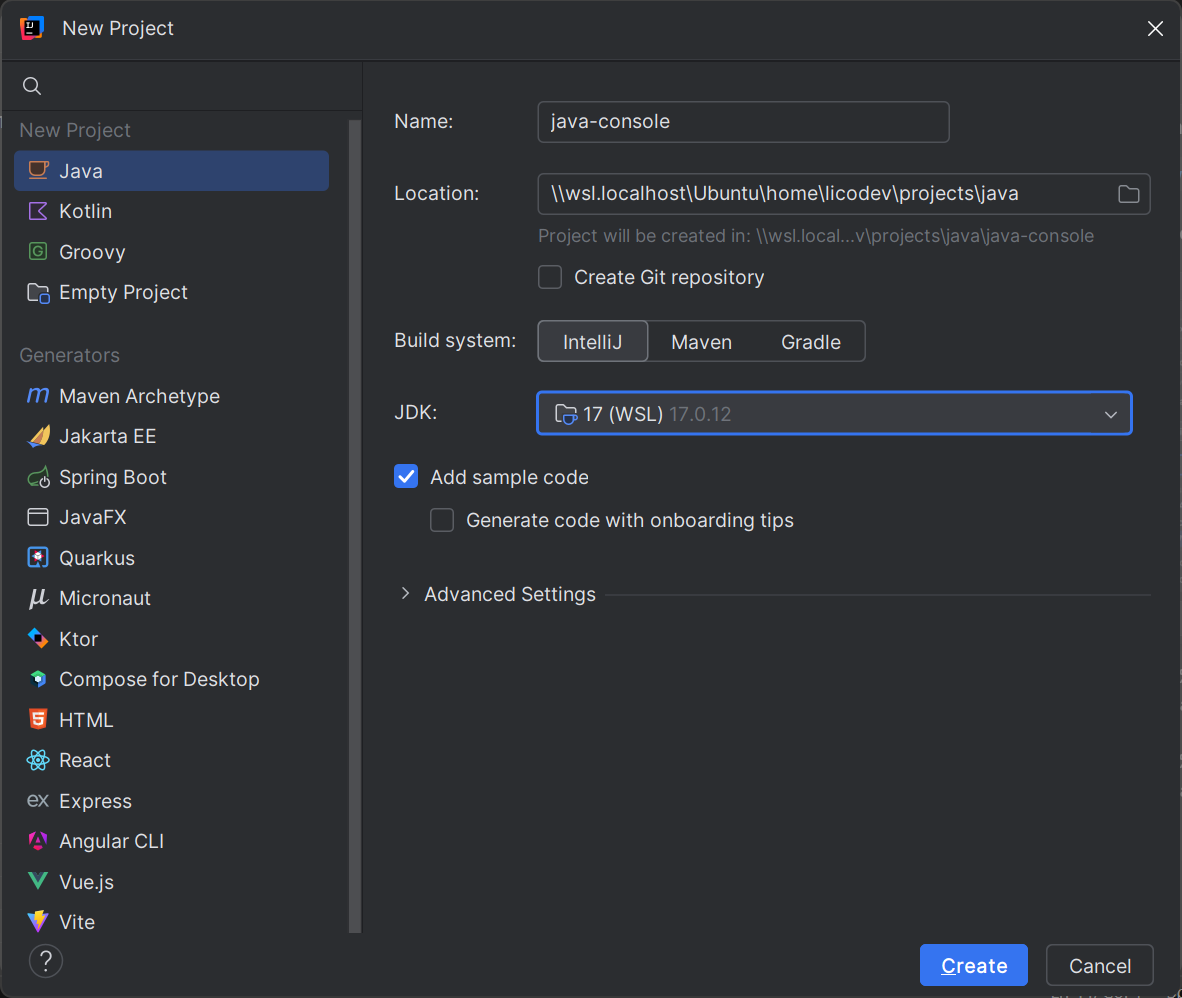 New Project
New Project
Java
Kotlin
Groovy
Empty Project
Generators
Maven Archetype
Jakarta EE
Spring Boot
JavaFX
Quarkus
Micronaut
Ktor
Compose for Desktop
HTML
React
ex Express
Angular CLI
Vue.js
Vite
?
Name: java-console
Location: \\wsl.localhost\Ubuntu\home\licodev\projects\java
Project will be created in: \\wsl.local...v\projects\java\java-console
Create Git repository
Build system: IntelliJ Maven Gradle
JDK: 17 (WSL) 17.0.12
Add sample code
Generate code with onboarding tips
Advanced Settings
Create Cancel